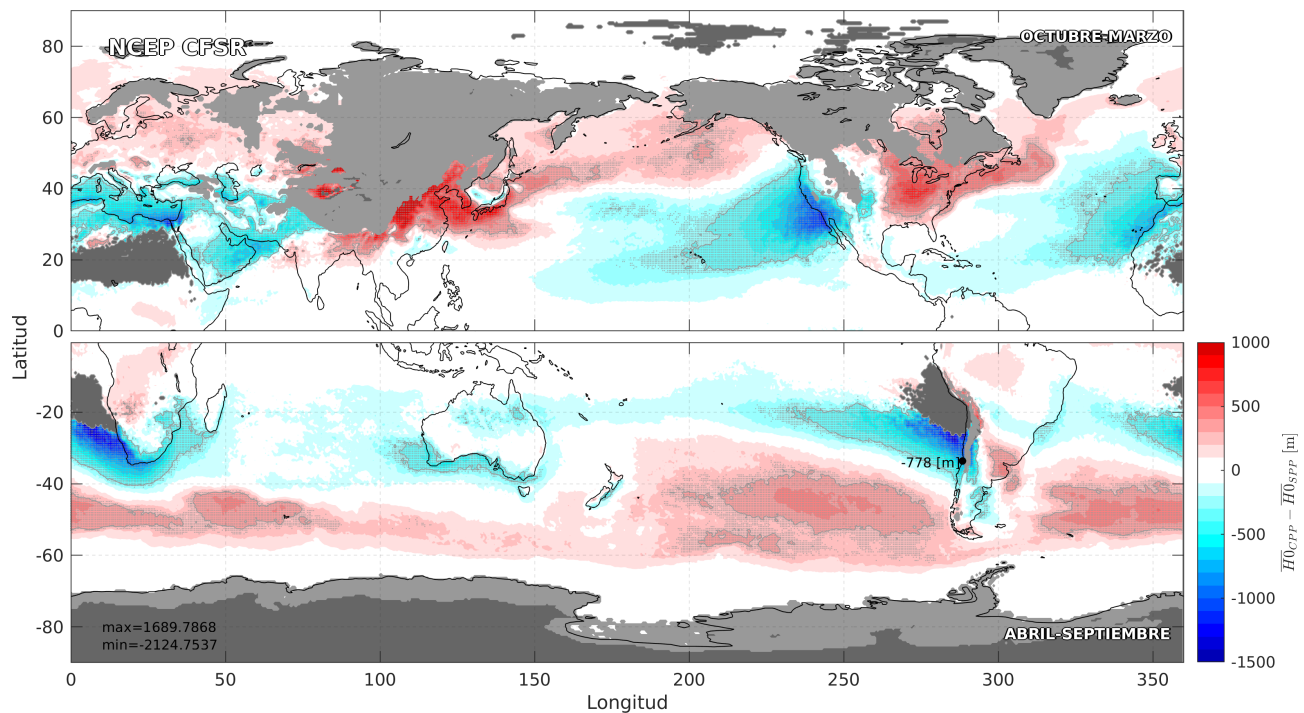 NCEP CFSR
OCTUBRE-MARZO
80
60
40
20
0
Latitud
-20
-40
-60
-80
-778 [m]
max=1689.7868
min=-2124.7537
ABRIL-SEPTIEMBRE
0 50 100 150 200 250 300 350
Longitud
1000
500
0
-500
-1000
-1500
H0CPP − H0SPP [m]